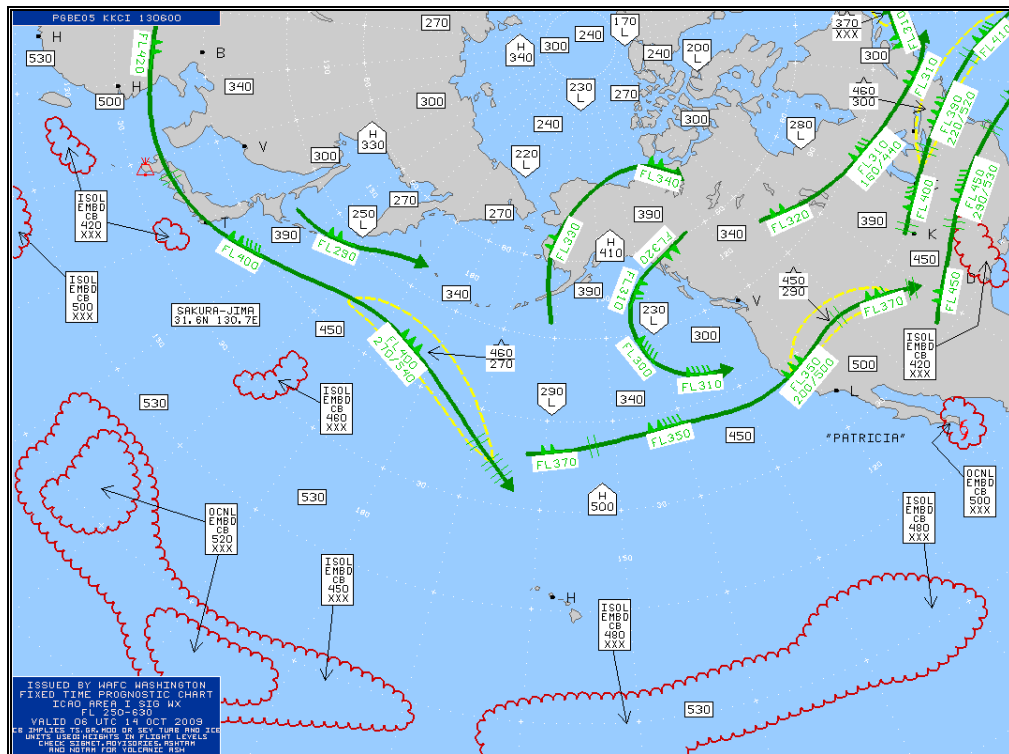 PGBE05 KKCI 130600
270
170
L
240
H
340
300
240
200
L
370
XXX
FL310
FL410
H
530
B
FL420
300
FL310
340
H
500
230
L
270
460
300
FL390
220/520
300
240
300
280
L
H
330
V
300
220
L
FL310
180/440
FL340
ISOL
EMBD
CB
420
XXX
270
250
L
270
390
FL320
FL400
390
FL450
280/530
T
390
FL400
FL290
FL330
H
410
FL320
340
K
450
D
ISOL
EMBD
CB
500
XXX
340
390
FL310
450
290
FL370
FL450
SAKURA-JIMA
31.6N 130.7E
450
230
L
V
300
ISOL
EMBD
CB
420
XXX
FL400
270/540
460
270
FL300
FL310
FL350
200/500
500
ISOL
EMBD
CB
460
XXX
530
290
L
340
L
FL350
450
"PATRICIA"
FL370
530
H
500
ISOL
EMBD
CB
480
XXX
OCNL
EMBD
CB
500
XXX
OCNL
EMBD
CB
520
XXX
ISOL
EMBD
CB
450
XXX
H
ISOL
EMBD
CB
480
XXX
530
ISSUED BY WAFC WASHINGTON
FIXED TIME PROGNOSTIC CHART
ICAO AREA I SIG WX
FL 250-630
VALID 06 UTC 14 OCT 2009
CB IMPLIES TS,GR,MOD OR SEV TURB AND ICE
UNITS USED:HEIGHTS IN FLIGHT LEVELS
CHECK SIGMET,ADVISORIES,ASHTAM
AND NOTAM FOR VOLCANIC ASH